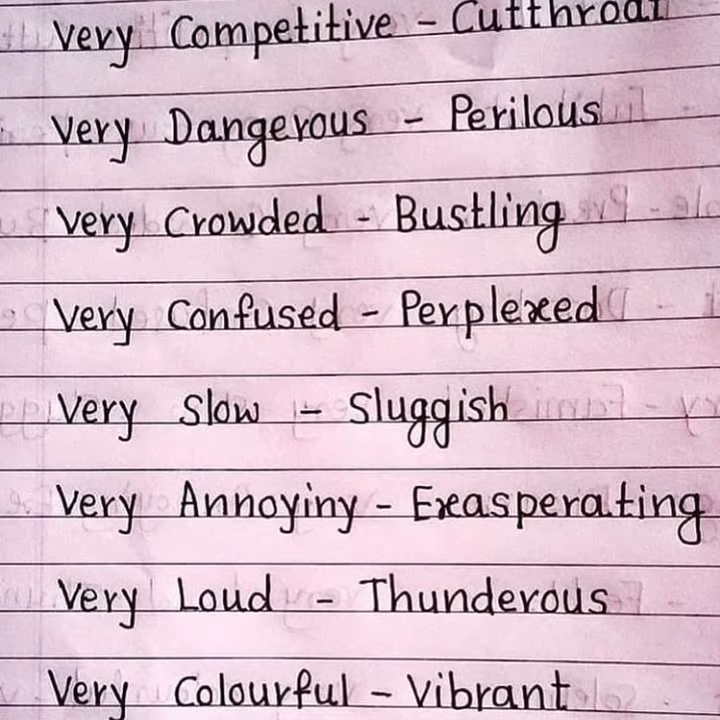 Very Competitive - Cutthroat
Very Dangerous - Perilous
Very Crowded - Bustling
Very Confused - Perplexed
Very Slow - Sluggish
Very Annoyiny - Exasperating
Very Loud - Thunderous
Very Colourful - Vibrant